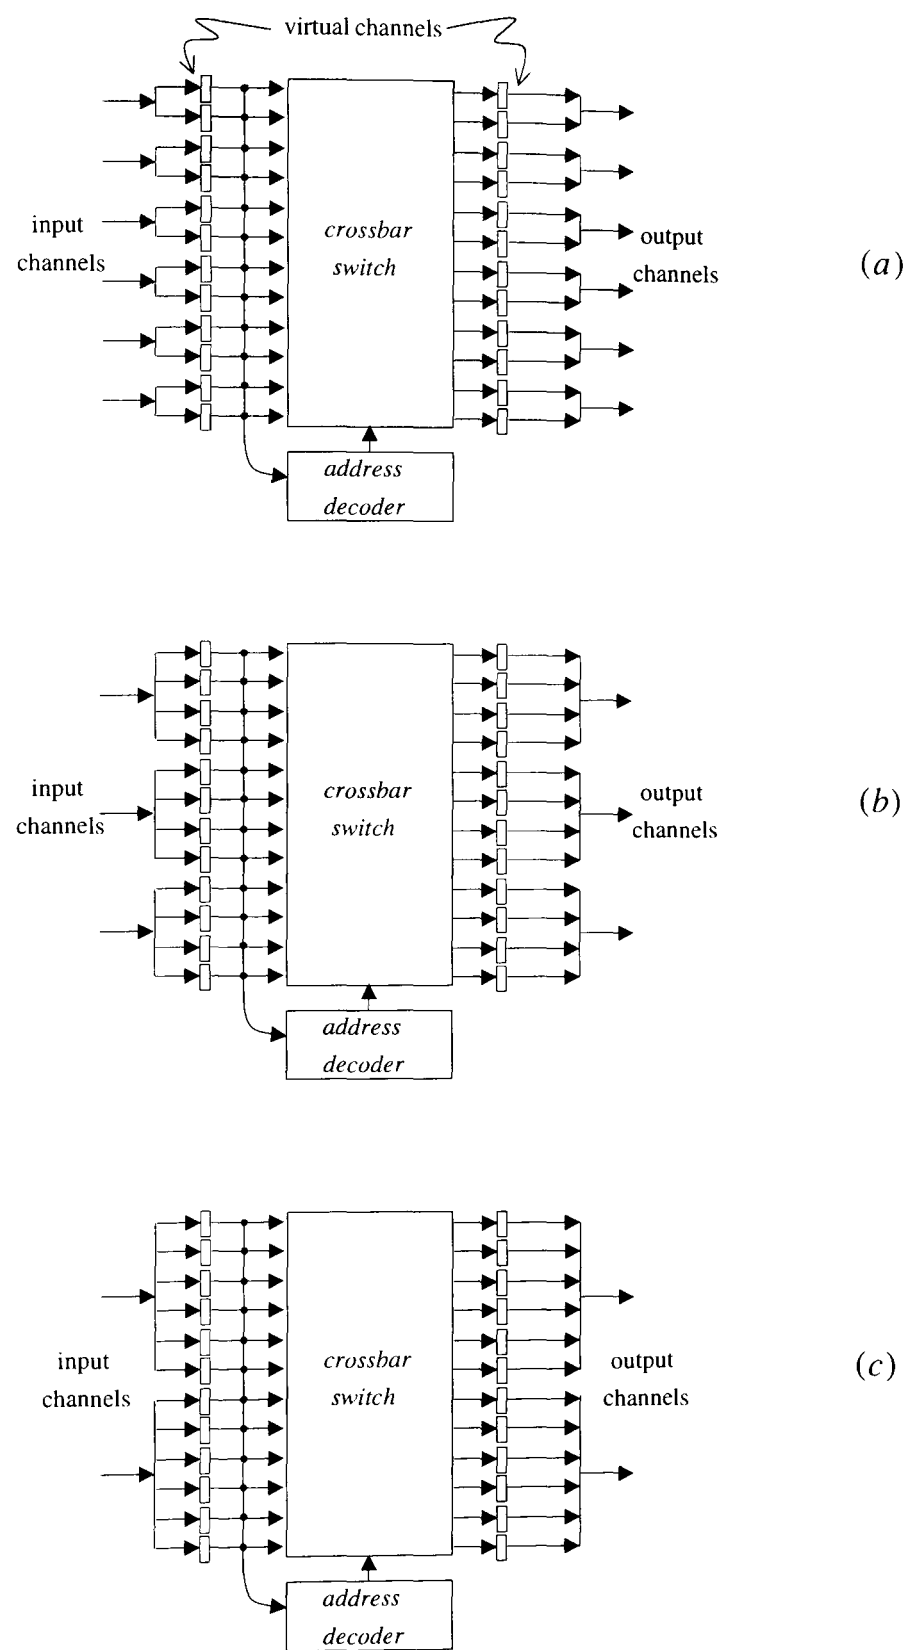 virtual channels
input
channels
crossbar
switch
output
channels
(a)
address
decoder
input
channels
crossbar
switch
output
channels
(b)
address
decoder
input
channels
crossbar
switch
output
channels
(c)
address
decoder